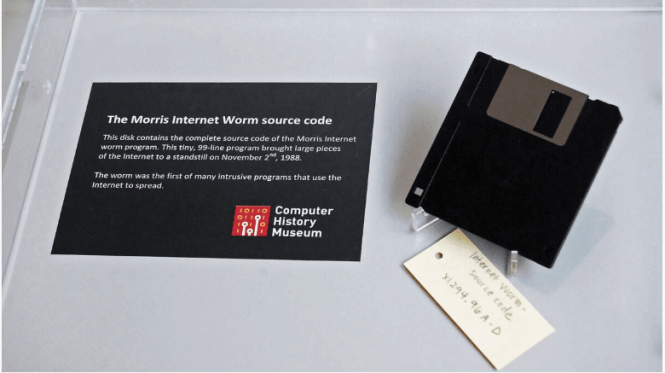 The Morris Internet Worm source code
This disk contains the complete source code of the Morris Internet
worm program. This tiny, 99-line program brought large pieces
of the Internet to a standstill on November 2nd, 1988.
The worm was the first of many intrusive programs that use the
Internet to spread.
Computer
History
Museum
Internet Worm-
source code
X1294.96A-D